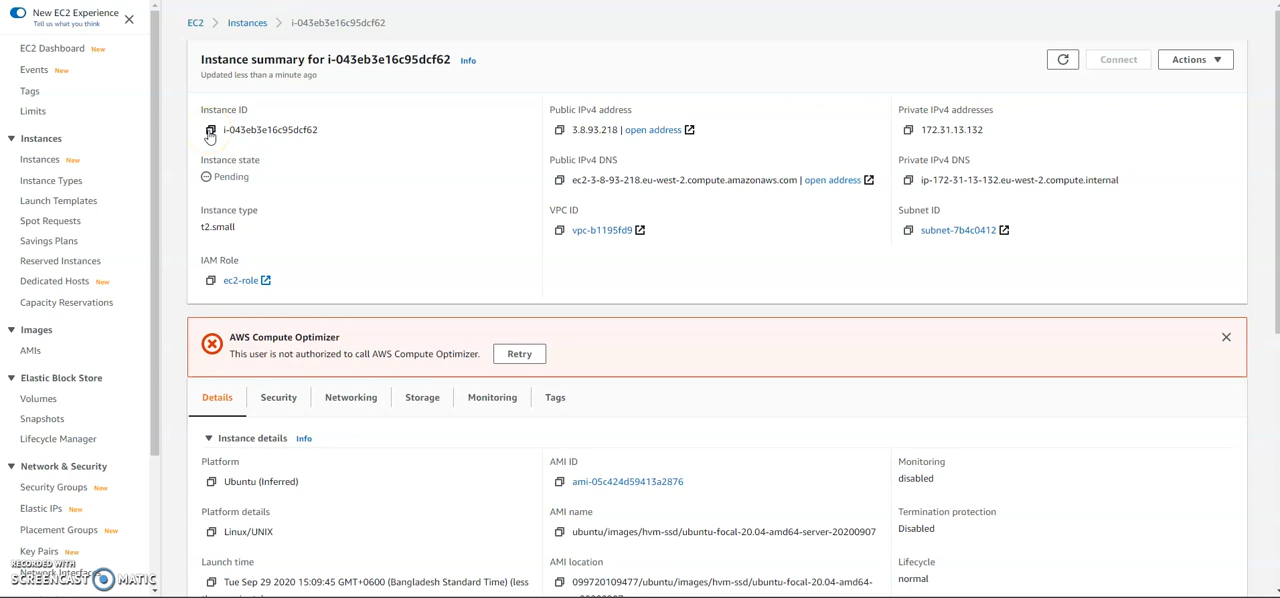 New EC2 Experience
Tell us what you think
EC2 Dashboard New
Events New
Tags
Limits
Instances
Instances New
Instance Types
Launch Templates
Spot Requests
Savings Plans
Reserved Instances
Dedicated Hosts New
Capacity Reservations
Images
AMIs
Elastic Block Store
Volumes
Snapshots
Lifecycle Manager
Network & Security
Security Groups New
Elastic IPs New
Placement Groups New
Key Pairs New
Network Interfaces
RECORDED WITH
SCREENCAST MATIC
EC2 > Instances > i-043eb3e16c95dcf62
Instance summary for i-043eb3e16c95dcf62 Info
Updated less than a minute ago
Connect
Actions
Instance ID
i-043eb3e16c95dcf62
Instance state
Pending
Instance type
t2.small
IAM Role
ec2-role
Public IPv4 address
3.8.93.218 | open address
Public IPv4 DNS
ec2-3-8-93-218.eu-west-2.compute.amazonaws.com | open address
VPC ID
vpc-b1195fd9
Private IPv4 addresses
172.31.13.132
Private IPv4 DNS
ip-172-31-13-132.eu-west-2.compute.internal
Subnet ID
subnet-7b4c0412
AWS Compute Optimizer
This user is not authorized to call AWS Compute Optimizer.
Retry
Details
Security
Networking
Storage
Monitoring
Tags
Instance details Info
Platform
Ubuntu (Inferred)
Platform details
Linux/UNIX
Launch time
Tue Sep 29 2020 15:09:45 GMT+0600 (Bangladesh Standard Time) (less
AMI ID
ami-05c424d59413a2876
AMI name
ubuntu/images/hvm-ssd/ubuntu-focal-20.04-amd64-server-20200907
AMI location
099720109477/ubuntu/images/hvm-ssd/ubuntu-focal-20.04-amd64-
Monitoring
disabled
Termination protection
Disabled
Lifecycle
normal